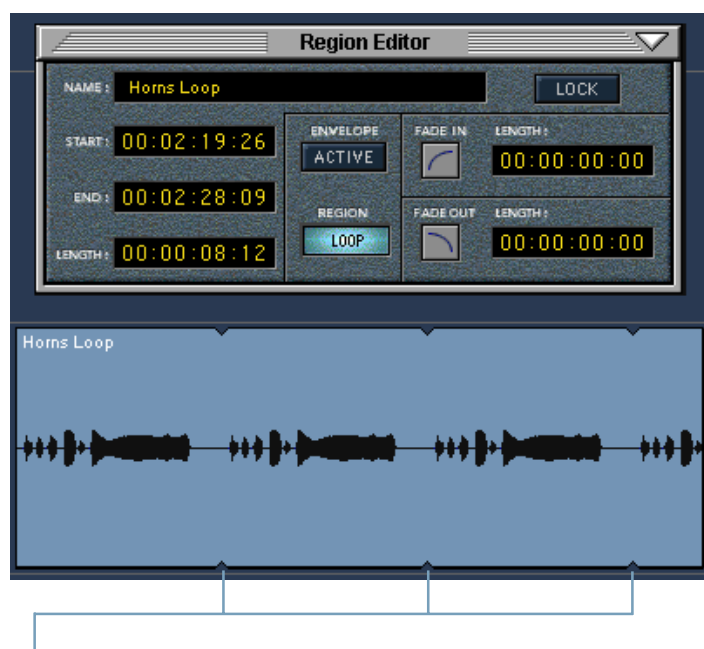 Region Editor
NAME: Horns Loop
LOCK
START: 00:02:19:26
END: 00:02:28:09
LENGTH: 00:00:08:12
ENVELOPE
ACTIVE
REGION
LOOP
FADE IN
LENGTH:
00:00:00:00
FADE OUT
LENGTH:
00:00:00:00
Horns Loop